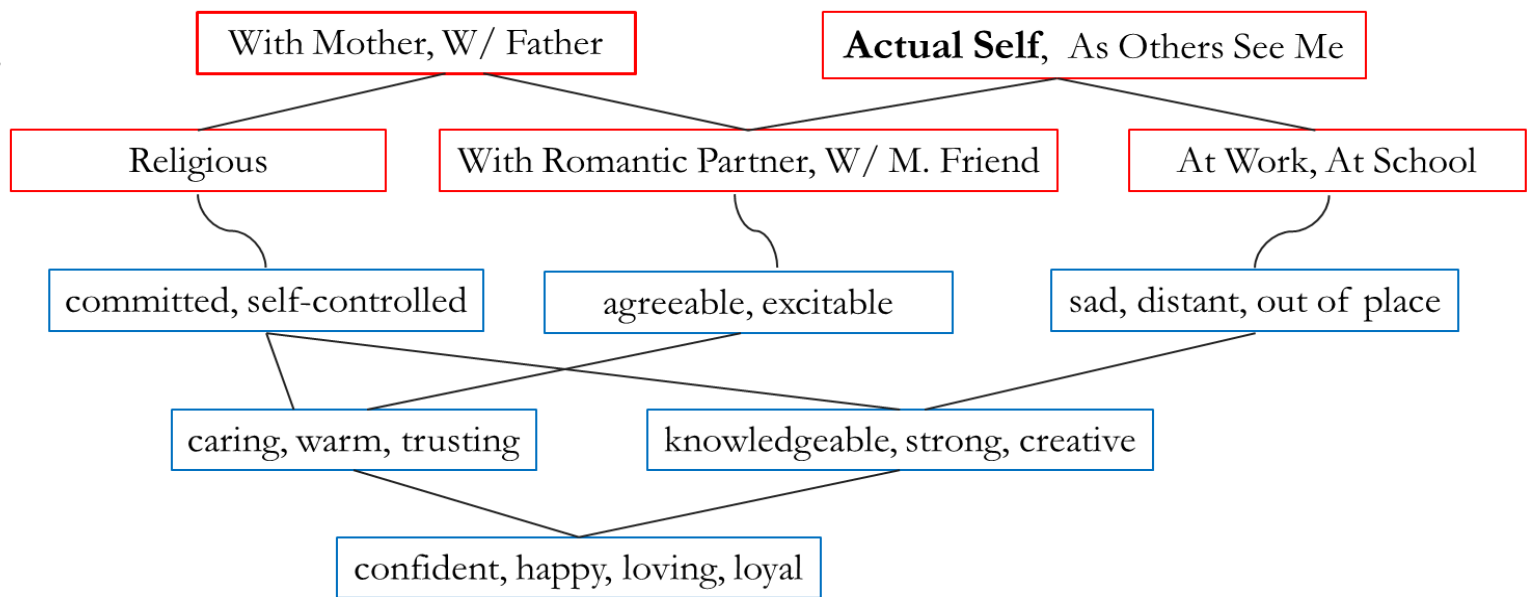 With Mother, W/ Father
Actual Self, As Others See Me
Religious
With Romantic Partner, W/ M. Friend
At Work, At School
committed, self-controlled
agreeable, excitable
sad, distant, out of place
caring, warm, trusting
knowledgeable, strong, creative
confident, happy, loving, loyal